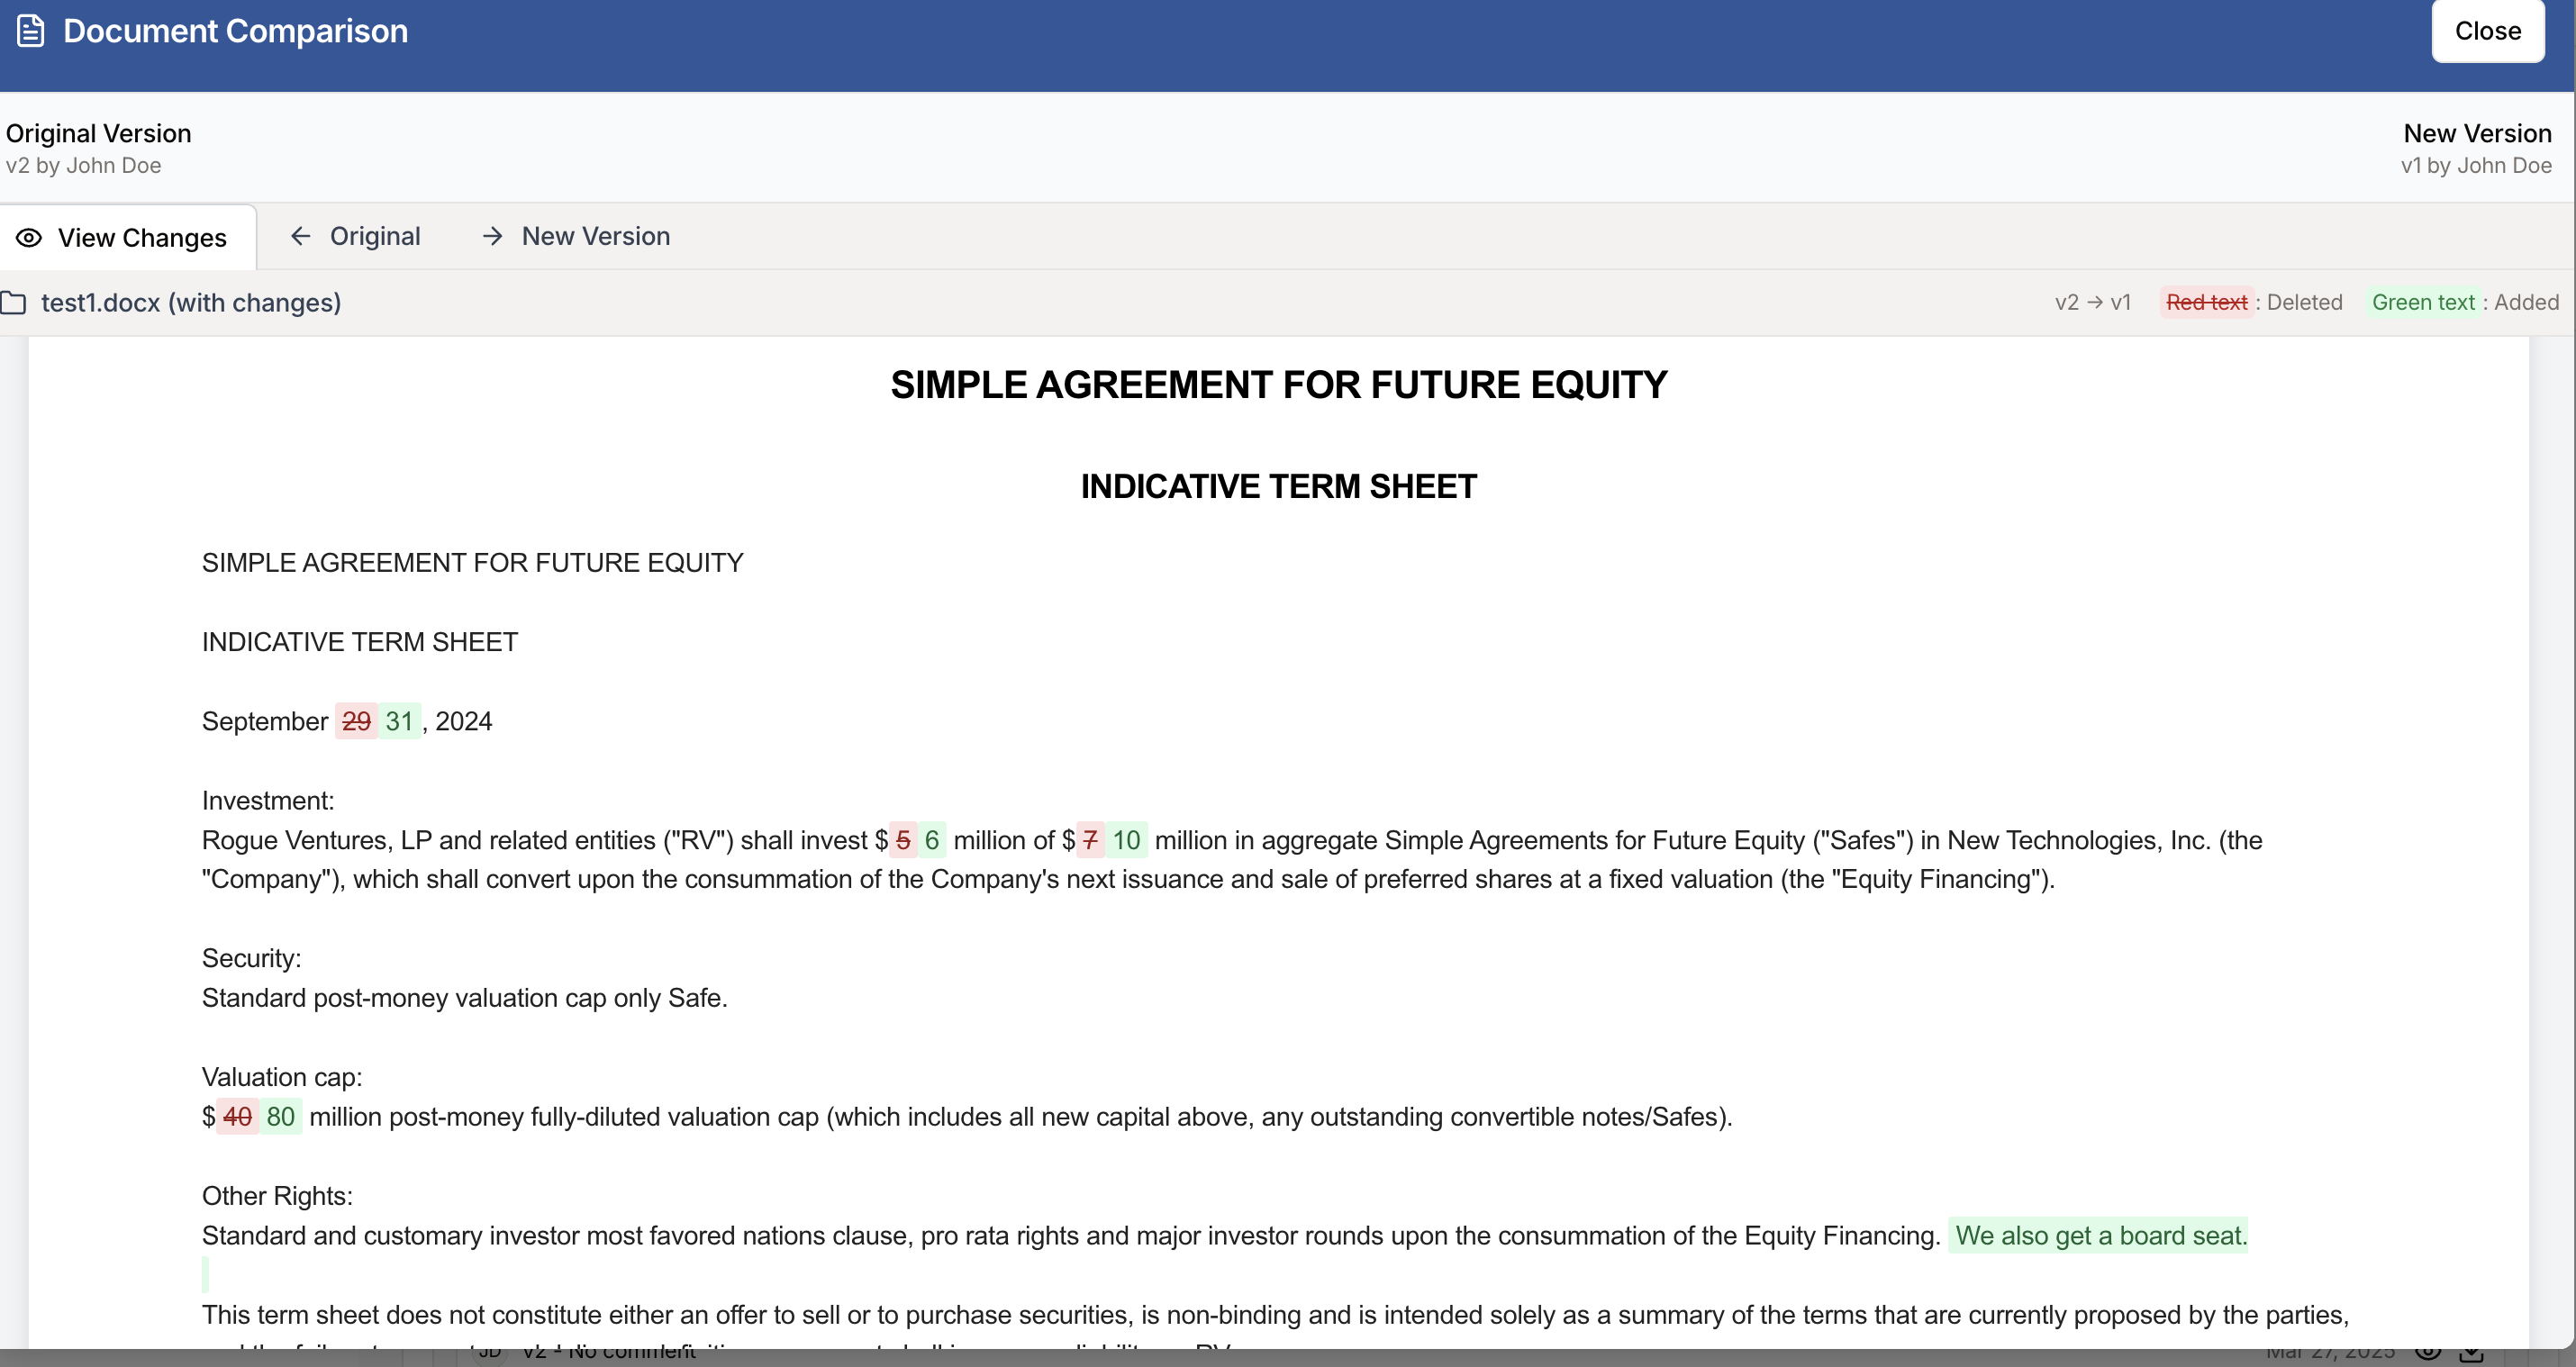 Document Comparison
Close
Original Version
New Version
v2 by John Doe
v1 by John Doe
View Changes
Original
New Version
test1.docx (with changes)
v2 → v1 Red text : Deleted Green text : Added
SIMPLE AGREEMENT FOR FUTURE EQUITY
INDICATIVE TERM SHEET
SIMPLE AGREEMENT FOR FUTURE EQUITY
INDICATIVE TERM SHEET
September 29 31 , 2024
Investment:
Rogue Ventures, LP and related entities ("RV") shall invest $ 5 6 million of $ 7 10 million in aggregate Simple Agreements for Future Equity ("Safes") in New Technologies, Inc. (the
"Company"), which shall convert upon the consummation of the Company's next issuance and sale of preferred shares at a fixed valuation (the "Equity Financing").
Security:
Standard post-money valuation cap only Safe.
Valuation cap:
$ 40 80 million post-money fully-diluted valuation cap (which includes all new capital above, any outstanding convertible notes/Safes).
Other Rights:
Standard and customary investor most favored nations clause, pro rata rights and major investor rounds upon the consummation of the Equity Financing. We also get a board seat.
This term sheet does not constitute either an offer to sell or to purchase securities, is non-binding and is intended solely as a summary of the terms that are currently proposed by the parties,
JD v2 - No comment
Mar 27, 2025